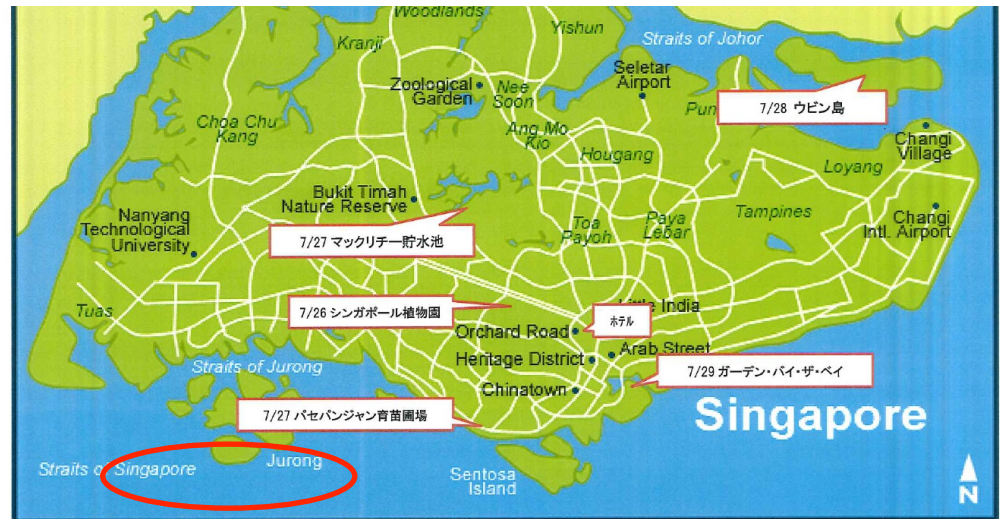 Woodlands
Yishun
Kranji
Straits of Johor
Zoological
Garden
Nee
Soon
Seletar
Airport
Pun
7/28 ウビン島
Choa Chu
Kang
Ang Mo
Kio
Hougang
Changi
Village
Loyang
Bukit Timah
Nature Reserve
Nanyang
Technological
University
Toa
Payoh
Paya
Lebar
Tampines
Changi
Intl. Airport
7/27 マックリチー貯水池
Tuas
7/26 シンガポール植物園
ホテル
India
Orchard Road
Heritage District
Arab Street
Straits of Jurong
7/29 ガーデン・バイ・ザ・ベイ
Chinatown
7/27 パセパンジャン育苗圃場
Singapore
Straits of Singapore
Jurong
Sentosa
Island
N